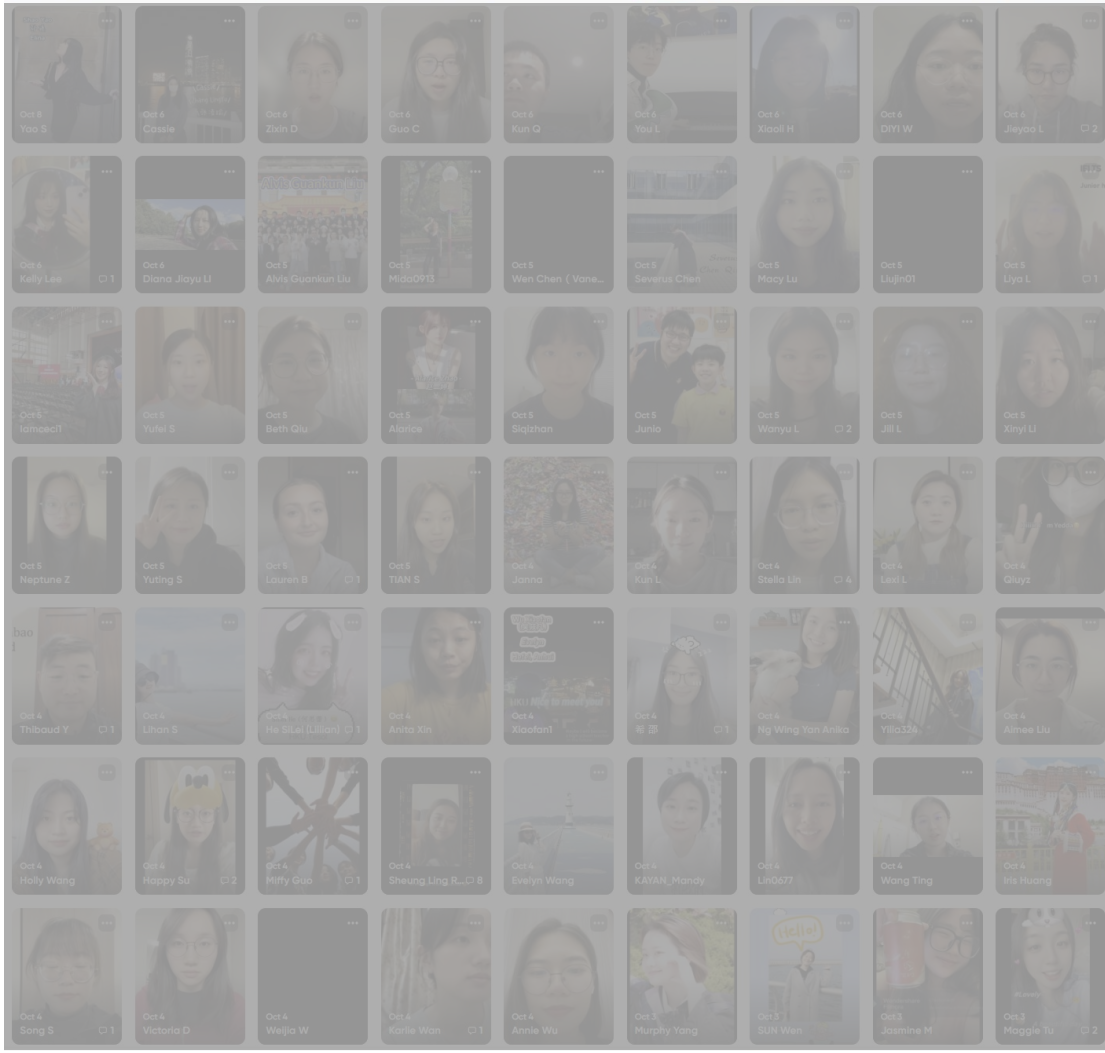 Oct 6
Cassie
Oct 6
Zixin D
Oct 6
Guo C
Oct 6
Kun Q
Oct 6
You L
Oct 6
Xiaoli H
Oct 6
DIYI W
Oct 6
Jieyao L
2
Oct 6
Kelly Lee
1
Oct 6
Diana Jiayu Li
Oct 5
Alvis Guankun Liu
Oct 5
Mida0913
Oct 5
Wen Chen ( Vane...
Oct 5
Severus Chen
Oct 5
Macy Lu
Oct 5
Liujin01
Oct 5
Liya L
1
Oct 5
Iamceci1
Oct 5
Yufei S
Oct 5
Beth Qiu
Oct 5
Alarice
Oct 5
Siqizhan
Oct 5
Junio
Oct 5
Wanyu L
2
Oct 5
Jill L
Oct 5
Xinyi Li
Oct 5
Neptune Z
Oct 5
Yuting S
Oct 5
Lauren B
1
Oct 5
TIAN S
Oct 4
Janna
Oct 4
Kun L
Oct 4
Stella Lin
4
Oct 4
Lexi L
Oct 4
Qiuyz
bao
!
Oct 4
Thibaud Y
1
Oct 4
Lihan S
Oct 4
He SiLei (Lilian)
1
Oct 4
Anita Xin
Oct 4
Xiaofan1
Oct 4
1
Oct 4
Ng Wing Yan Anika
Oct 4
Yilia324
Oct 4
Aimee Liu
Oct 4
Holly Wang
Oct 4
Happy Su
2
Oct 4
Miffy Guo
1
Oct 4
Sheung Ling R...
8
Oct 4
Evelyn Wang
Oct 4
KAYAN_Mandy
Oct 4
Lin0677
Oct 4
Wang Ting
Oct 4
Iris Huang
Oct 4
Song S
1
Oct 4
Victoria D
Oct 4
Weijia W
Oct 4
Karlie Wan
1
Oct 4
Annie Wu
Oct 3
Murphy Yang
Hello!
Oct 3
SUN Wen
Oct 3
Jasmine M
Oct 3
Maggie Tu
2